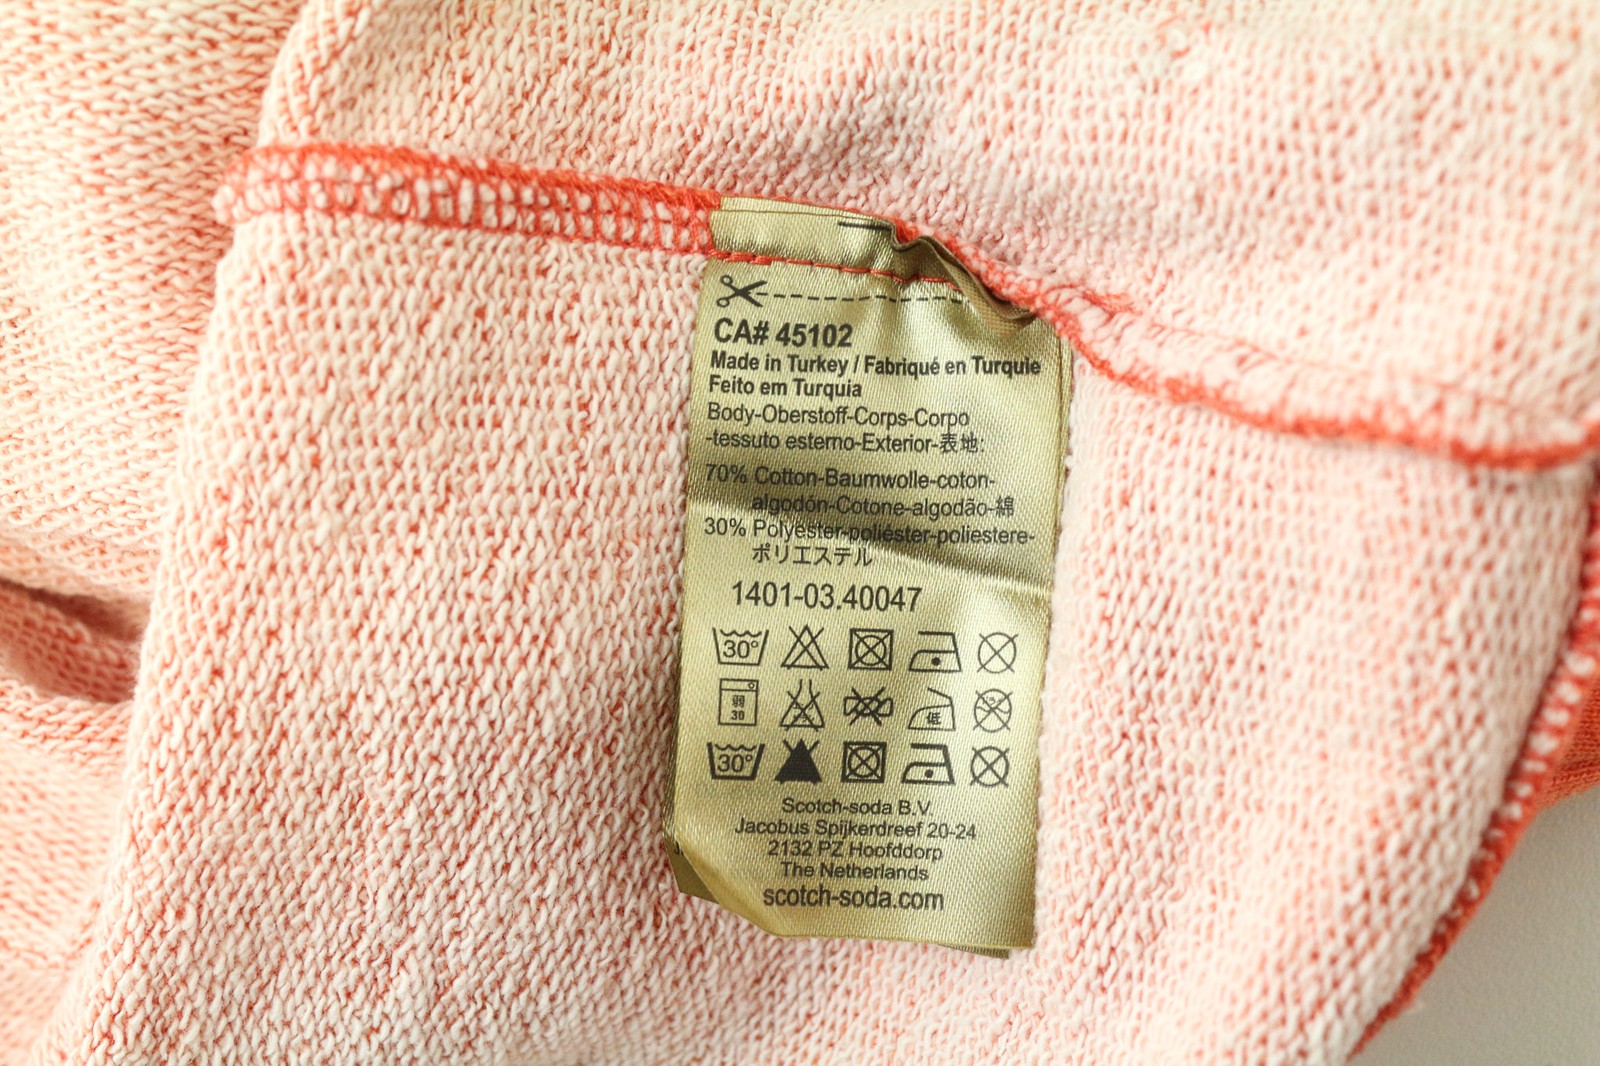 CA# 45102
Made in Turkey / Fabriqué en Turquie
Feito em Turquia
Body-Oberstoff-Corps-Corpo
-tessuto esterno-Exterior-表地:
70% Cotton-Baumwolle-coton-
algodón-Cotone-algodão-綿
30% Polyester-poliéster-poliestere-
ポリエステル
1401-03.40047
30°
弱
30
低
30°
Scotch-soda B.V.
Jacobus Spijkerdreef 20-24
2132 PZ Hoofddorp
The Netherlands
scotch-soda.com